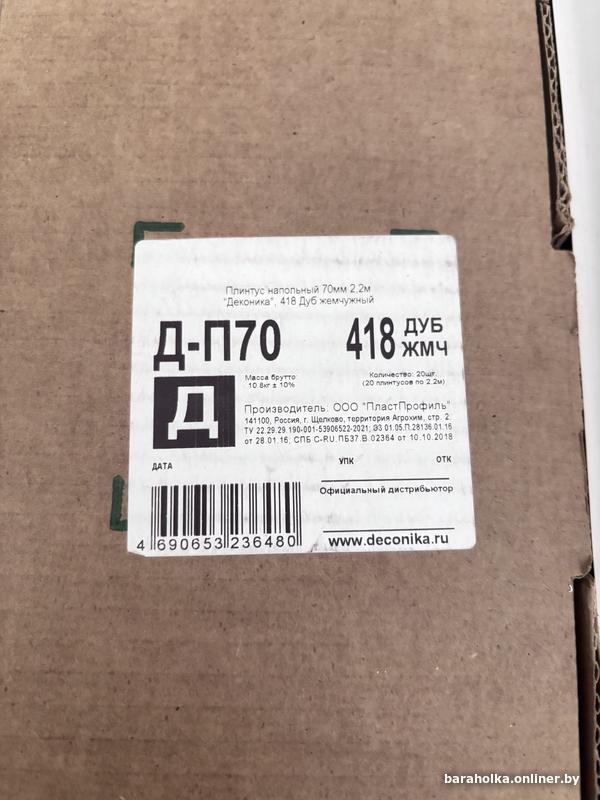 Плинтус напольный 70мм 2,2м
"Деконика", 418 Дуб жемчужный
Д-П70
418 ДУБ ЖМЧ
Масса брутто:
10.8кг ± 10%
Количество: 20шт.
(20 плинтусов по 2.2м)
Д
Производитель: ООО "ПластПрофиль"
141100, Россия, г. Щелково, территория Агрохим, стр. 2,
ТУ 22.29.29.190-001-53906522-2021; ЭЗ 01.05.П.28136.01.16
от 28.01.16; СПБ C-RU.ПБ37.В.02364 от 10.10.2018
ДАТА УПК ОТК
Официальный дистрибьютор
4 690653 236480
www.deconika.ru
baraholka.onliner.by